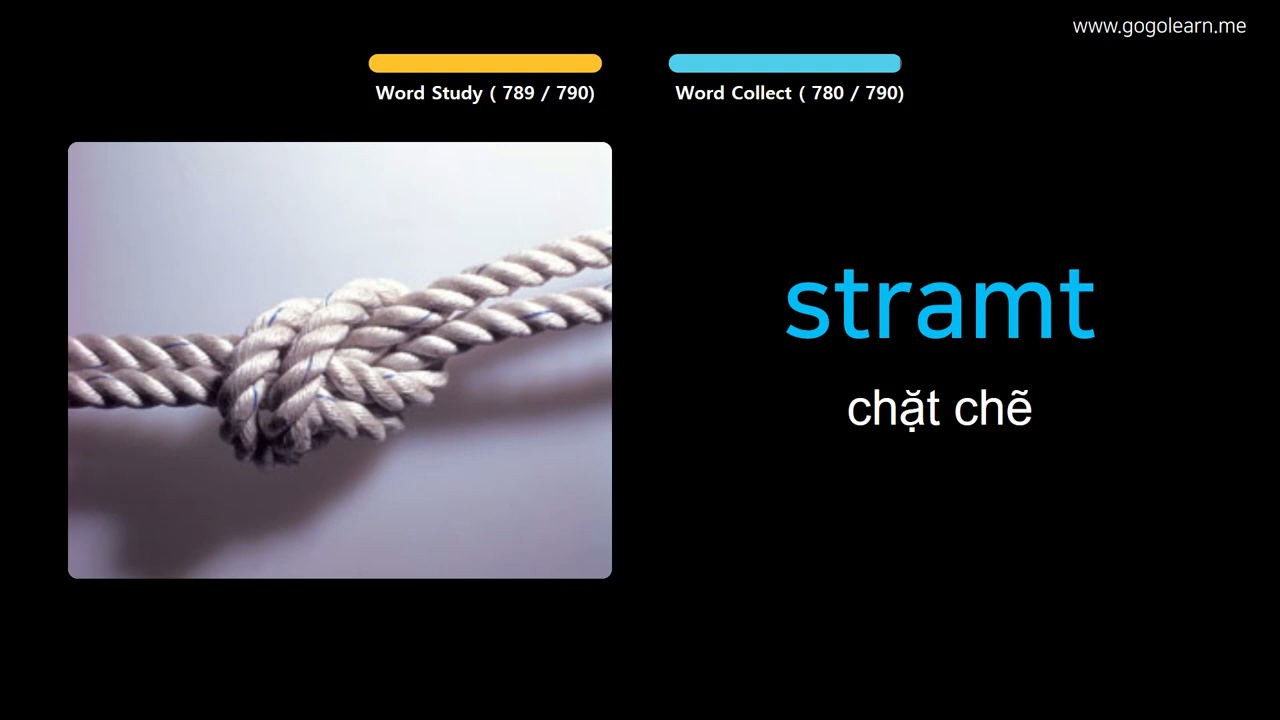 www.gogolearn.me
Word Study ( 789 / 790)
Word Collect ( 780 / 790)
stramt
chặt chẽ